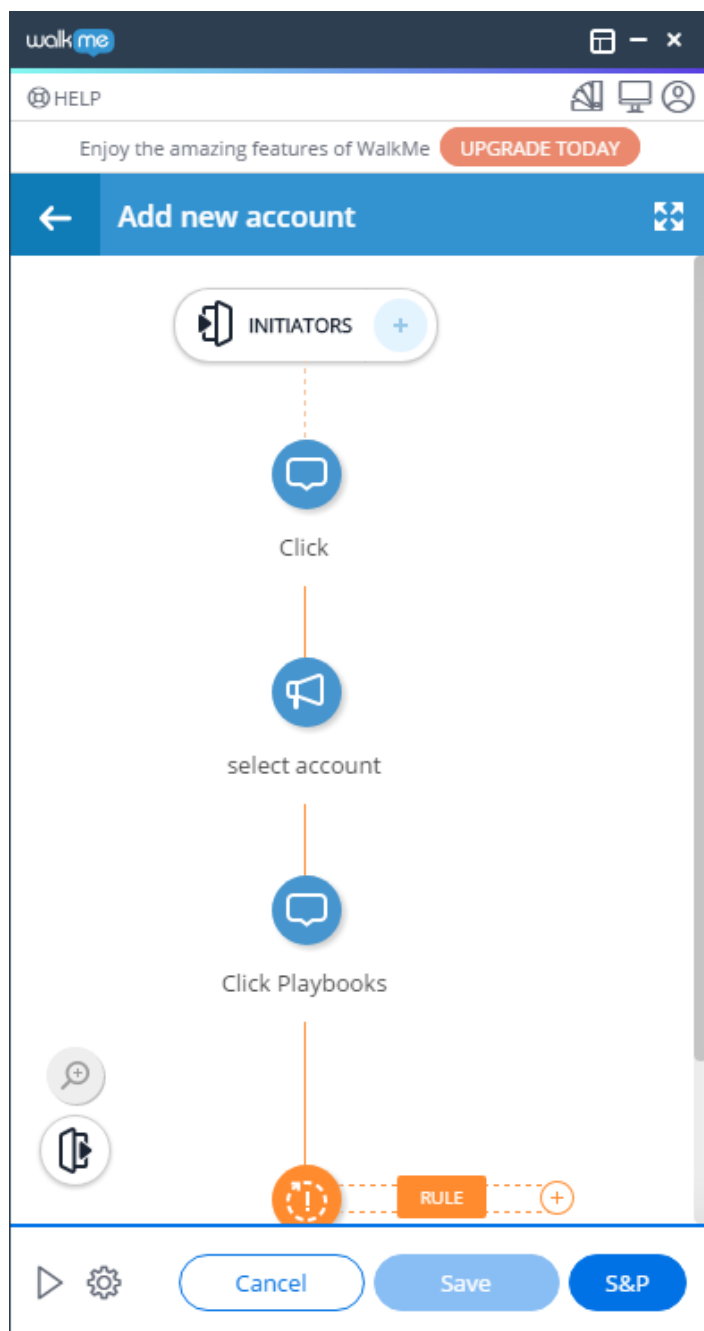 walkme
HELP
Enjoy the amazing features of WalkMe UPGRADE TODAY
Add new account
INITIATORS +
Click
select account
Click Playbooks
RULE +
Cancel Save S&P